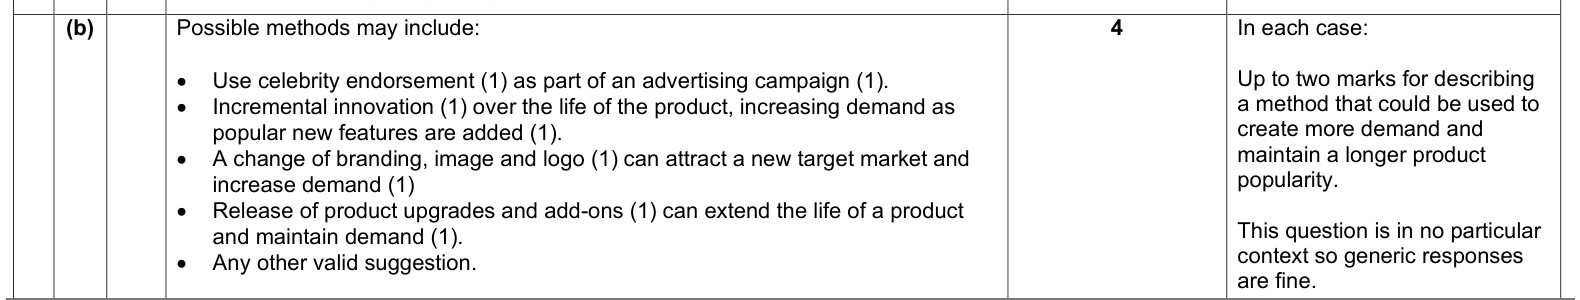 (b)
Possible methods may include:
• Use celebrity endorsement (1) as part of an advertising campaign (1).
• Incremental innovation (1) over the life of the product, increasing demand as
popular new features are added (1).
• A change of branding, image and logo (1) can attract a new target market and
increase demand (1)
• Release of product upgrades and add-ons (1) can extend the life of a product
and maintain demand (1).
• Any other valid suggestion.
4
In each case:
Up to two marks for describing
a method that could be used to
create more demand and
maintain a longer product
popularity.
This question is in no particular
context so generic responses
are fine.